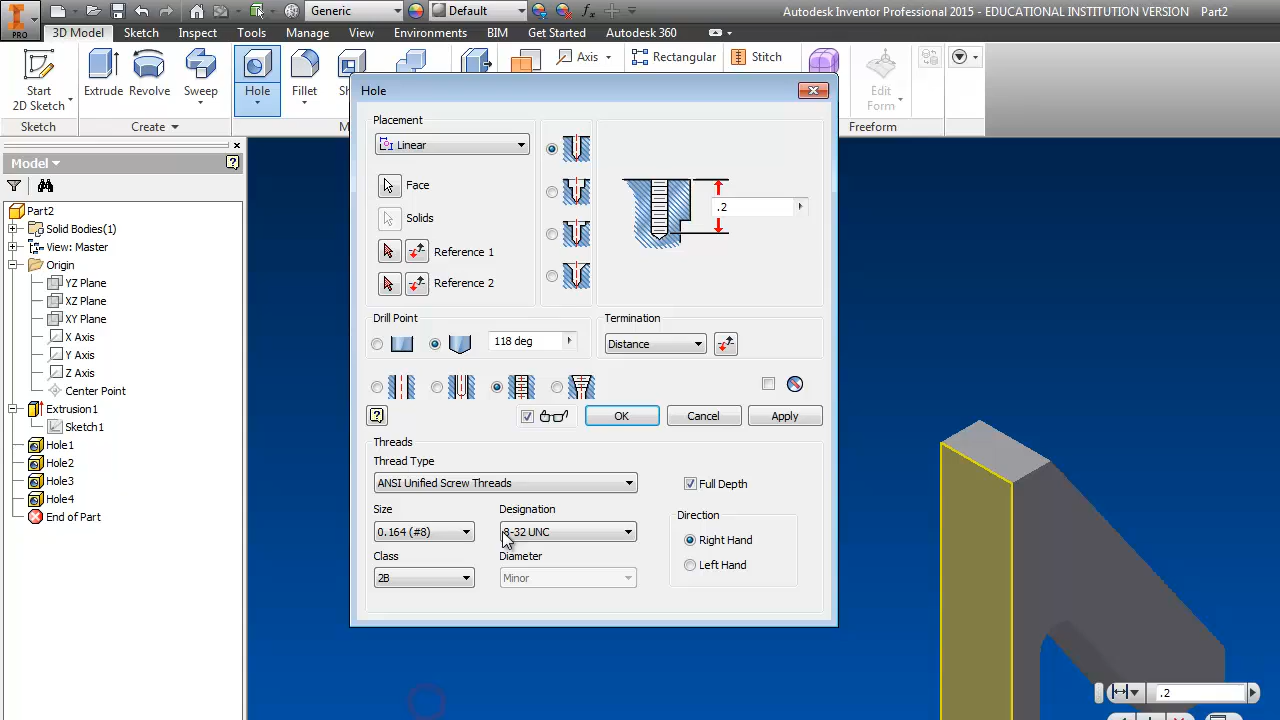 Generic
Default
Autodesk Inventor Professional 2015 - EDUCATIONAL INSTITUTION VERSION Part2
PRO
3D Model Sketch Inspect Tools Manage View Environments BIM Get Started Autodesk 360
Start
2D Sketch
Extrude
Revolve
Sweep
Hole
Fillet
Axis
Rectangular
Stitch
Edit
Form
Sketch
Create
Freeform
Model
Part2
Solid Bodies(1)
View: Master
Origin
YZ Plane
XZ Plane
XY Plane
X Axis
Y Axis
Z Axis
Center Point
Extrusion1
Sketch1
Hole1
Hole2
Hole3
Hole4
End of Part
Hole
Placement
Linear
Face
Solids
Reference 1
Reference 2
.2
Drill Point
118 deg
Termination
Distance
OK
Cancel
Apply
Threads
Thread Type
ANSI Unified Screw Threads
Full Depth
Size
Designation
0.164 (#8)
8-32 UNC
Class
Diameter
2B
Minor
Direction
Right Hand
Left Hand
.2